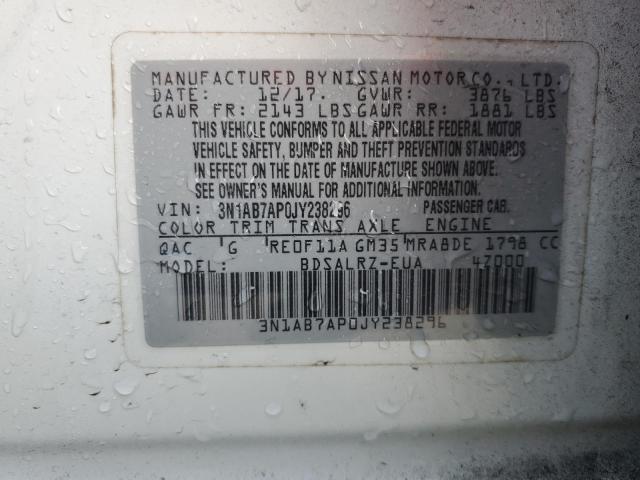 MANUFACTURED BY NISSAN MOTOR CO., LTD.
DATE: 12/17. GVWR: 3876 LBS
GAWR FR: 2143 LBS GAWR RR: 1881 LBS
THIS VEHICLE CONFORMS TO ALL APPLICABLE FEDERAL MOTOR
VEHICLE SAFETY, BUMPER AND THEFT PREVENTION STANDARDS
IN EFFECT ON THE DATE OF MANUFACTURE SHOWN ABOVE.
SEE OWNER'S MANUAL FOR ADDITIONAL INFORMATION.
VIN: 3N1AB7AP0JY238296 PASSENGER CAR.
COLOR TRIM TRANS AXLE ENGINE
QAC G RE0F11A GM35 MRA8DE 1798 CC
MODEL: BDSALRZ-EUA 4Z000
3N1AB7AP0JY238296